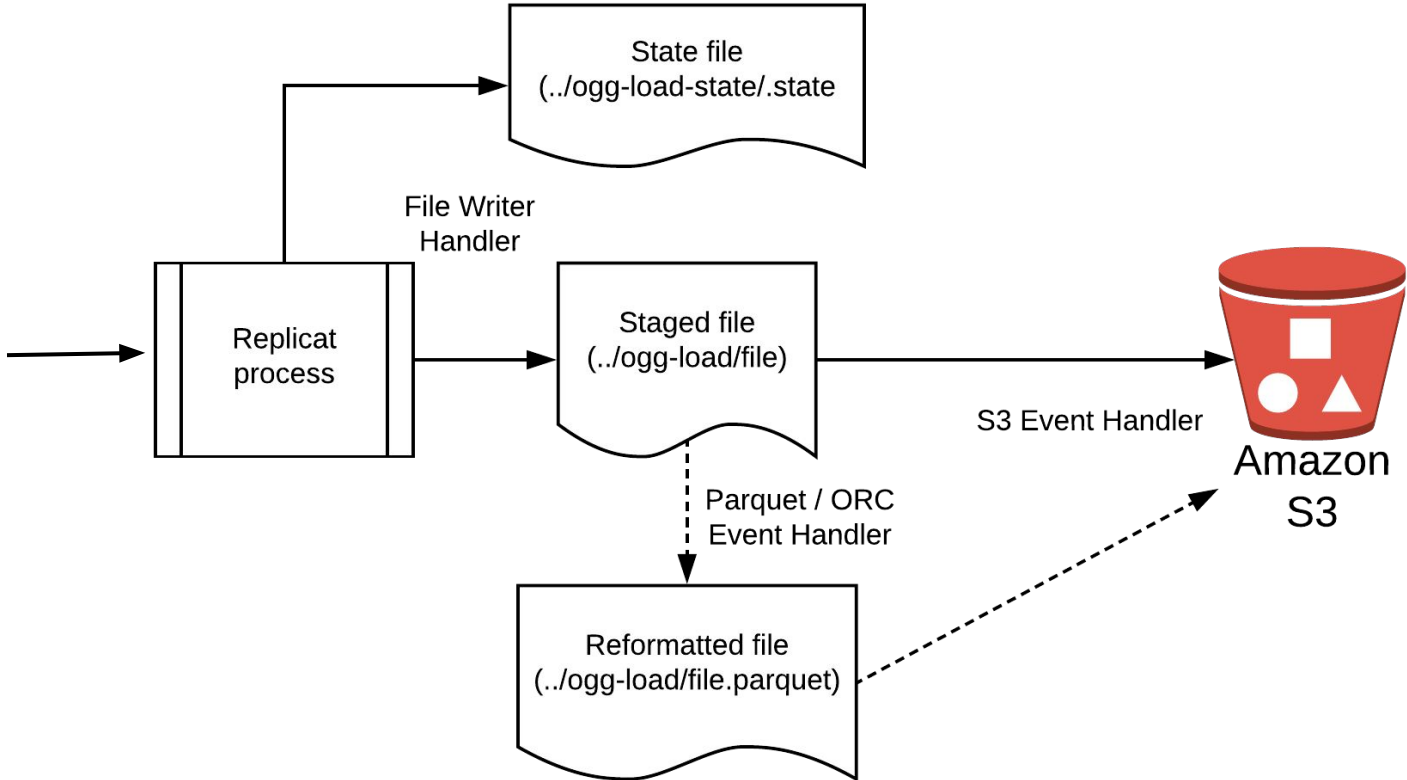 State file
(../ogg-load-state/.state
File Writer
Handler
Replicat
process
Staged file
(../ogg-load/file)
S3 Event Handler
Amazon
S3
Parquet / ORC
Event Handler
Reformatted file
(../ogg-load/file.parquet)